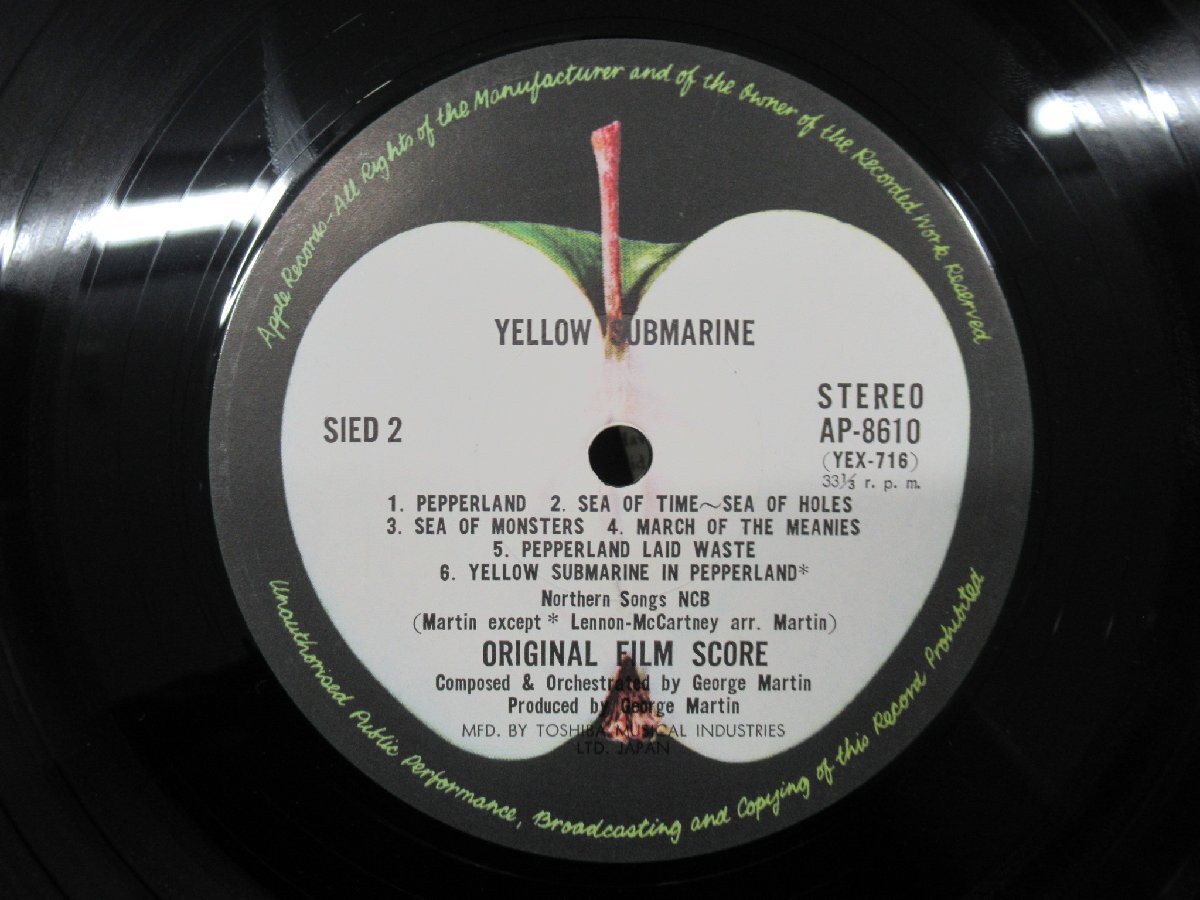 Apple Records~All Rights of the Manufacturer and of the Owner of the Recorded Work Reserved
YELLOW SUBMARINE
SIED 2
STEREO
AP-8610
(YEX-716)
33⅓ r. p. m.
1. PEPPERLAND 2. SEA OF TIME~SEA OF HOLES
3. SEA OF MONSTERS 4. MARCH OF THE MEANIES
5. PEPPERLAND LAID WASTE
6. YELLOW SUBMARINE IN PEPPERLAND*
Northern Songs NCB
(Martin except * Lennon-McCartney arr. Martin)
ORIGINAL FILM SCORE
Composed & Orchestrated by George Martin
Produced by George Martin
MFD. BY TOSHIBA MUSICAL INDUSTRIES
LTD. JAPAN
Unauthorised Public Performance, Broadcasting and Copying of this Record Prohibited